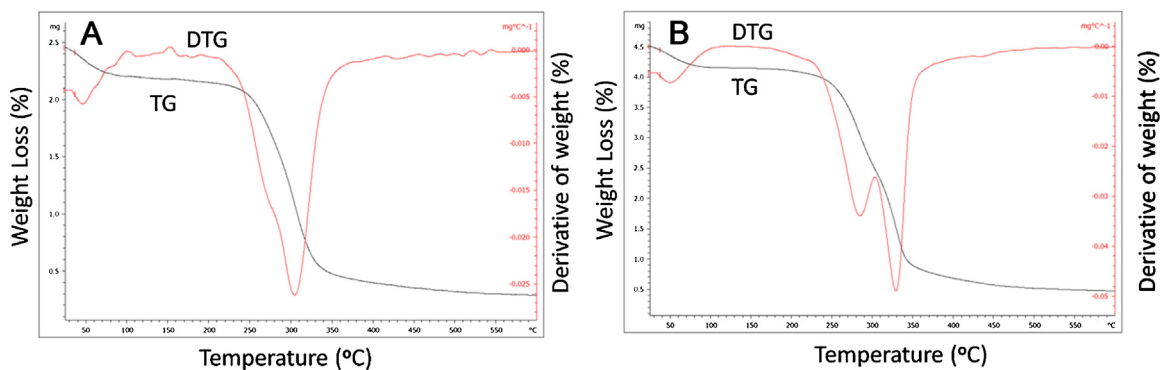 A
mg
2.5
2.0
1.5
1.0
0.5
50 100 150 200 250 300 350 400 450 500 550 °C
mg°C^-1
0.000
-0.005
-0.010
-0.015
-0.020
-0.025
DTG
TG
Weight Loss (%)
Derivative of weight (%)
Temperature (ºC)
B
mg
4.5
4.0
3.5
3.0
2.5
2.0
1.5
1.0
0.5
50 100 150 200 250 300 350 400 450 500 550 °C
mg°C^-1
0.00
-0.01
-0.02
-0.03
-0.04
-0.05
DTG
TG
Weight Loss (%)
Derivative of weight (%)
Temperature (ºC)